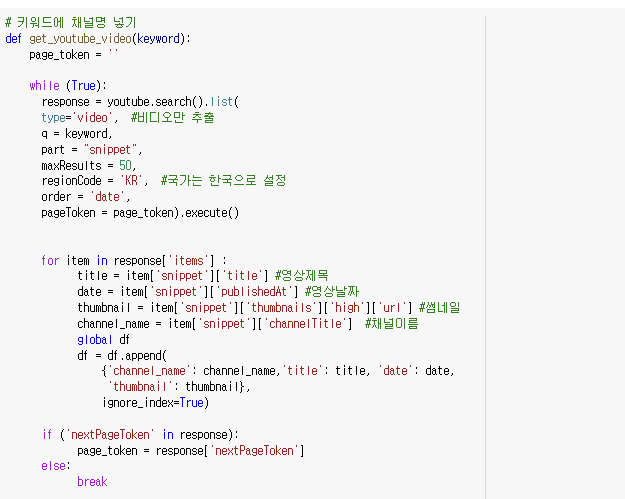 # 키워드에 채널명 넣기
def get_youtube_video(keyword):
page_token = ''
while (True):
response = youtube.search().list(
type='video', #비디오만 추출
q = keyword,
part = "snippet",
maxResults = 50,
regionCode = 'KR', #국가는 한국으로 설정
order = 'date',
pageToken = page_token).execute()
for item in response['items'] :
title = item['snippet']['title'] #영상제목
date = item['snippet']['publishedAt'] #영상날짜
thumbnail = item['snippet']['thumbnails']['high']['url'] #썸네일
channel_name = item['snippet']['channelTitle'] #채널이름
global df
df = df.append(
{'channel_name': channel_name,'title': title, 'date': date,
'thumbnail': thumbnail},
ignore_index=True)
if ('nextPageToken' in response):
page_token = response['nextPageToken']
else:
break